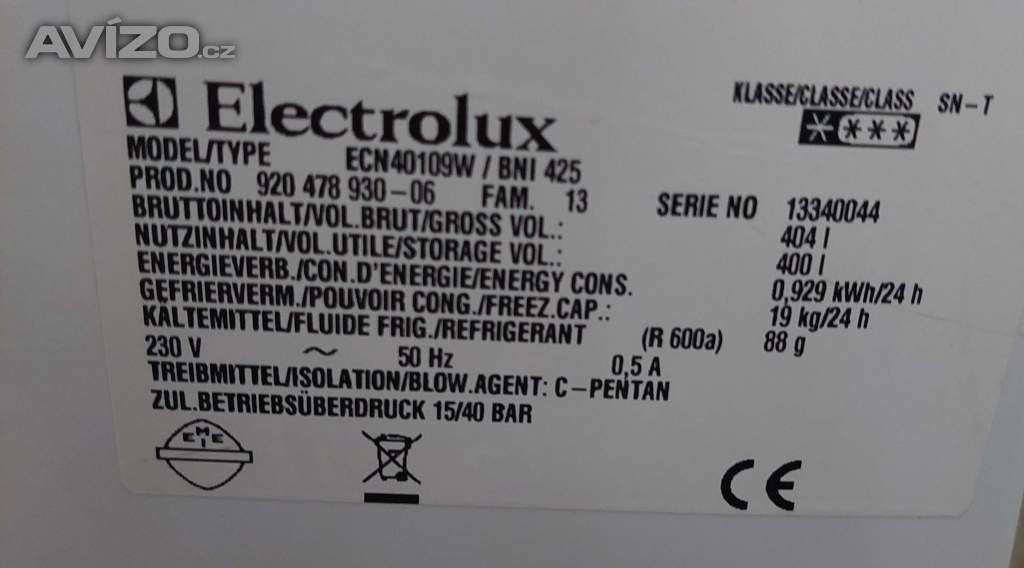 AVÍZO.cz
Electrolux
KLASSE/CLASSE/CLASS SN-T
MODEL/TYPE ECN40109W / BNI 425
PROD.NO 920 478 930-06 FAM. 13 SERIE NO 13340044
BRUTTOINHALT/VOL.BRUT/GROSS VOL.: 404 l
NUTZINHALT/VOL.UTILE/STORAGE VOL.: 400 l
ENERGIEVERB./CON.D'ENERGIE/ENERGY CONS. 0,929 kWh/24 h
GEFRIERVERM./POUVOIR CONG./FREEZ.CAP.: 19 kg/24 h
KÄLTEMITTEL/FLUIDE FRIG./REFRIGERANT (R 600a) 88 g
230 V ~ 50 Hz 0,5 A
TREIBMITTEL/ISOLATION/BLOW.AGENT: C-PENTAN
ZUL.BETRIEBSÜBERDRUCK 15/40 BAR
EMEI
CE